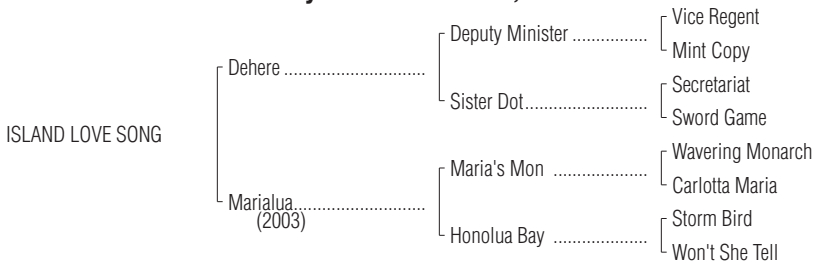 Vice Regent
Deputy Minister ................
Mint Copy
Dehere .............................
Secretariat
Sister Dot..........................
Sword Game
ISLAND LOVE SONG
Wavering Monarch
Maria's Mon ....................
Carlotta Maria
Marialua...........................
(2003)
Storm Bird
Honolua Bay ....................
Won't She Tell